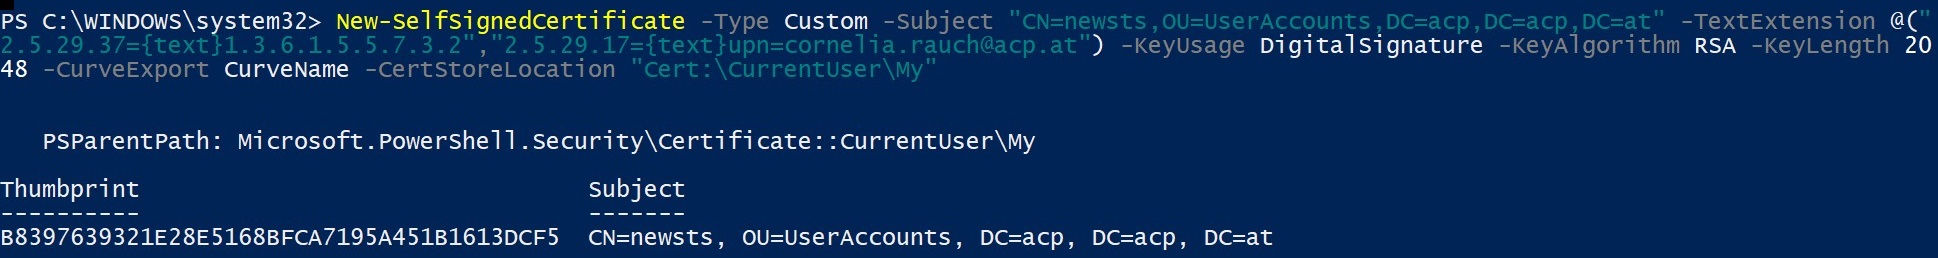 PS C:\WINDOWS\system32> New-SelfSignedCertificate -Type Custom -Subject "CN=newsts,OU=UserAccounts,DC=acp,DC=acp,DC=at" -TextExtension @("
2.5.29.37={text}1.3.6.1.5.5.7.3.2","2.5.29.17={text}upn=cornelia.rauch@acp.at") -KeyUsage DigitalSignature -KeyAlgorithm RSA -KeyLength 20
48 -CurveExport CurveName -CertStoreLocation "Cert:\CurrentUser\My"
PSParentPath: Microsoft.PowerShell.Security\Certificate::CurrentUser\My
Thumbprint Subject
---------- -------
B8397639321E28E5168BFCA7195A451B1613DCF5 CN=newsts, OU=UserAccounts, DC=acp, DC=acp, DC=at